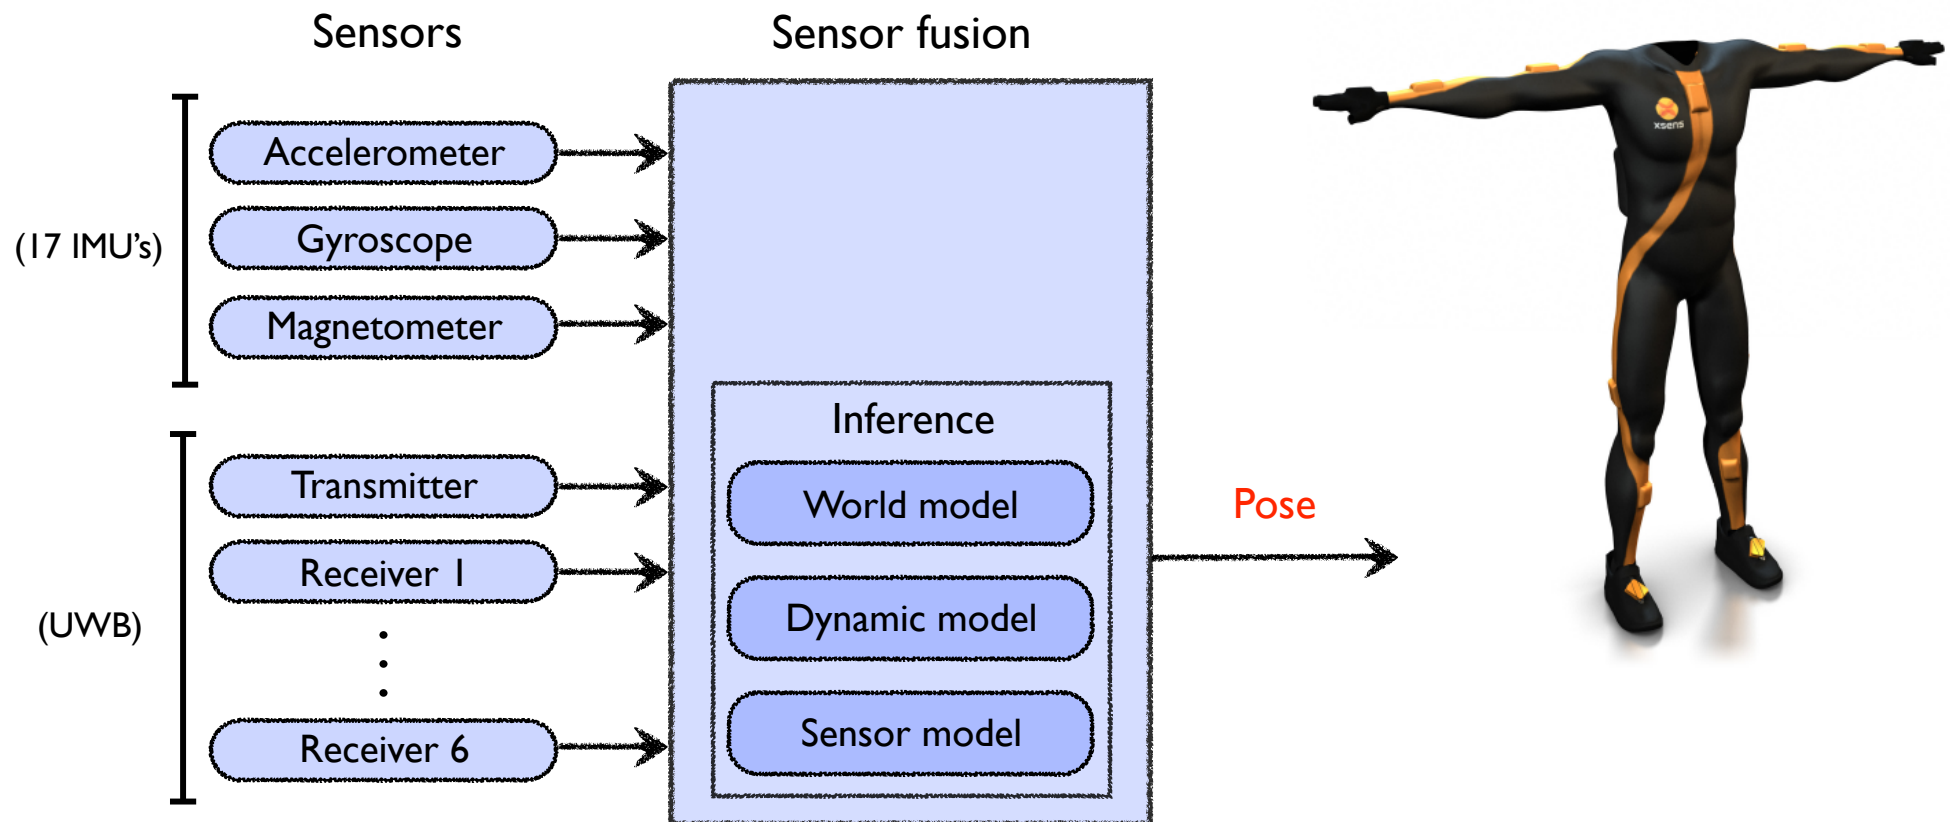 Sensors
Sensor fusion
(17 IMU's)
Accelerometer
Gyroscope
Magnetometer
(UWB)
Transmitter
Receiver 1
Receiver 6
Inference
World model
Dynamic model
Sensor model
Pose
xsens